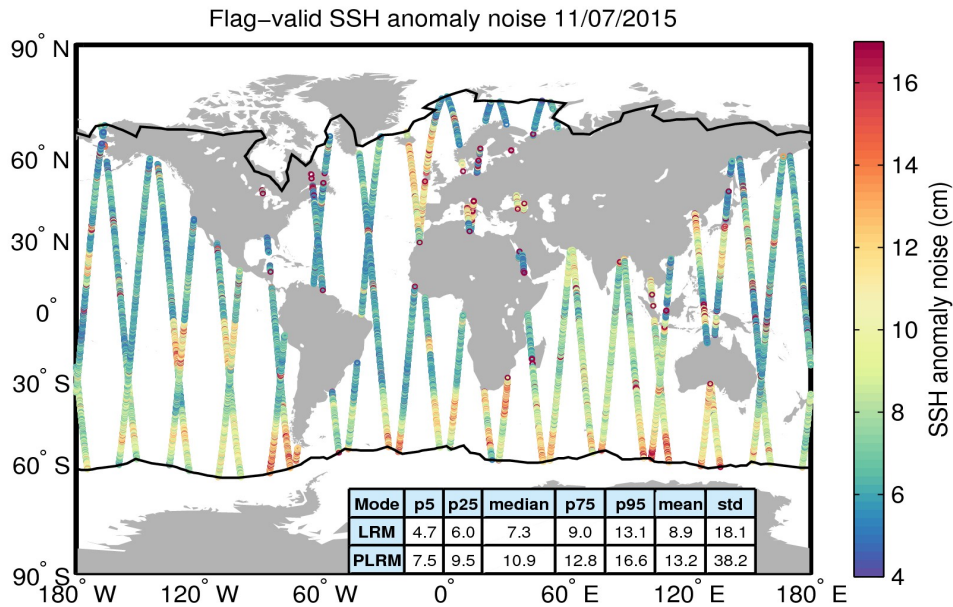 Flag−valid SSH anomaly noise 11/07/2015
90° N
60° N
30° N
0°
30° S
60° S
90° S
180° W 120° W 60° W 0° 60° E 120° E 180° E
Mode p5 p25 median p75 p95 mean std
LRM 4.7 6.0 7.3 9.0 13.1 8.9 18.1
PLRM 7.5 9.5 10.9 12.8 16.6 13.2 38.2
16
14
12
10
8
6
4
SSH anomaly noise (cm)